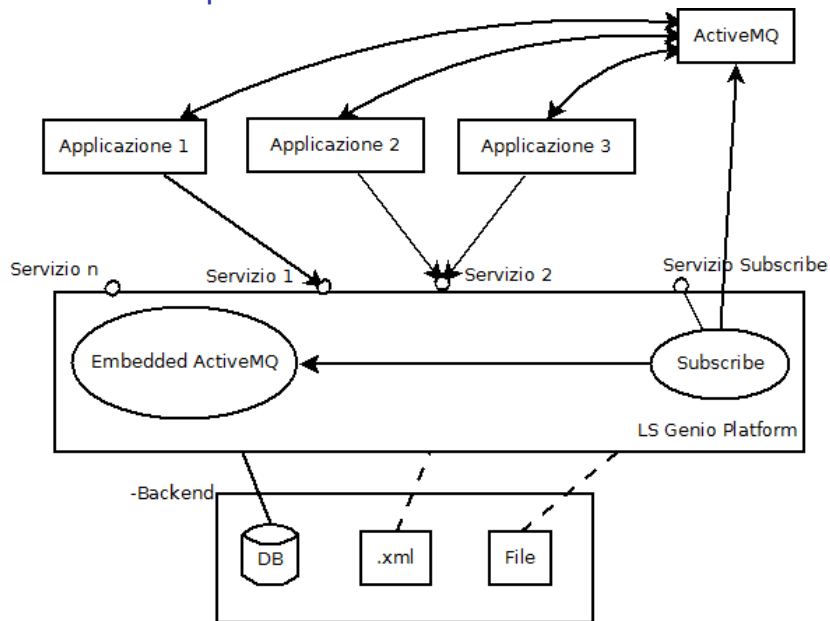 ActiveMQ
Applicazione 1
Applicazione 2
Applicazione 3
Servizio n
Servizio 1
Servizio 2
Servizio Subscribe
Embedded ActiveMQ
Subscribe
LS Genio Platform
-Backend
DB
.xml
File